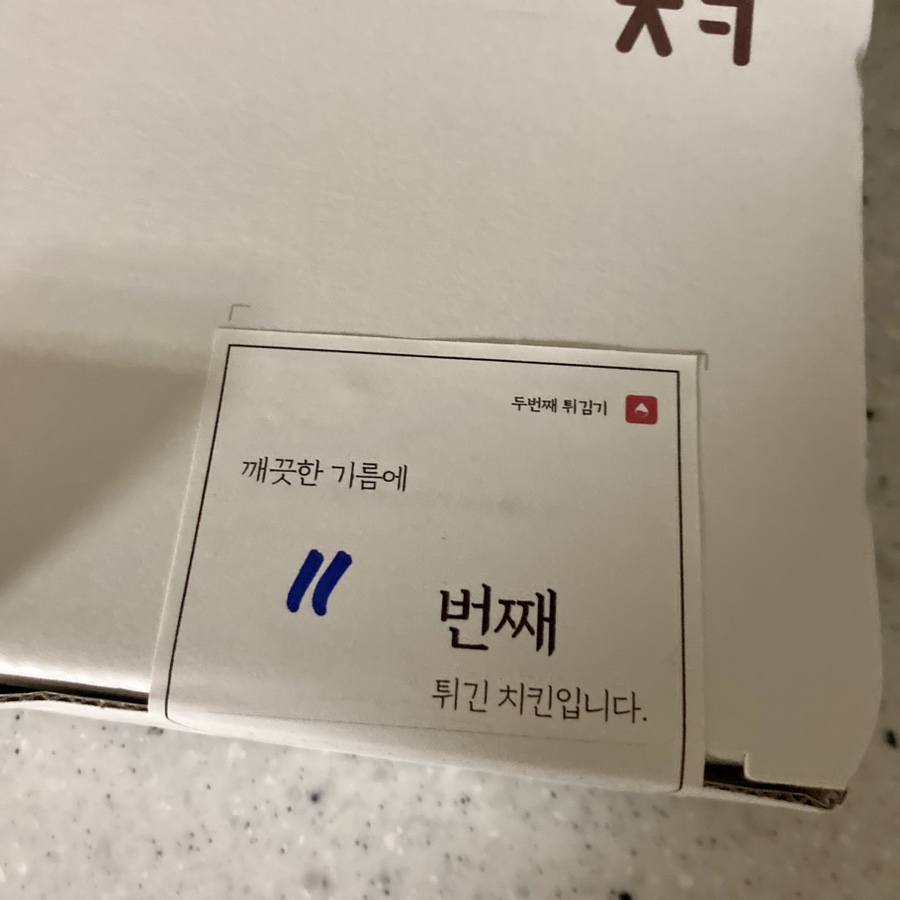 두번째 튀김기
깨끗한 기름에
11 번째
튀긴 치킨입니다.